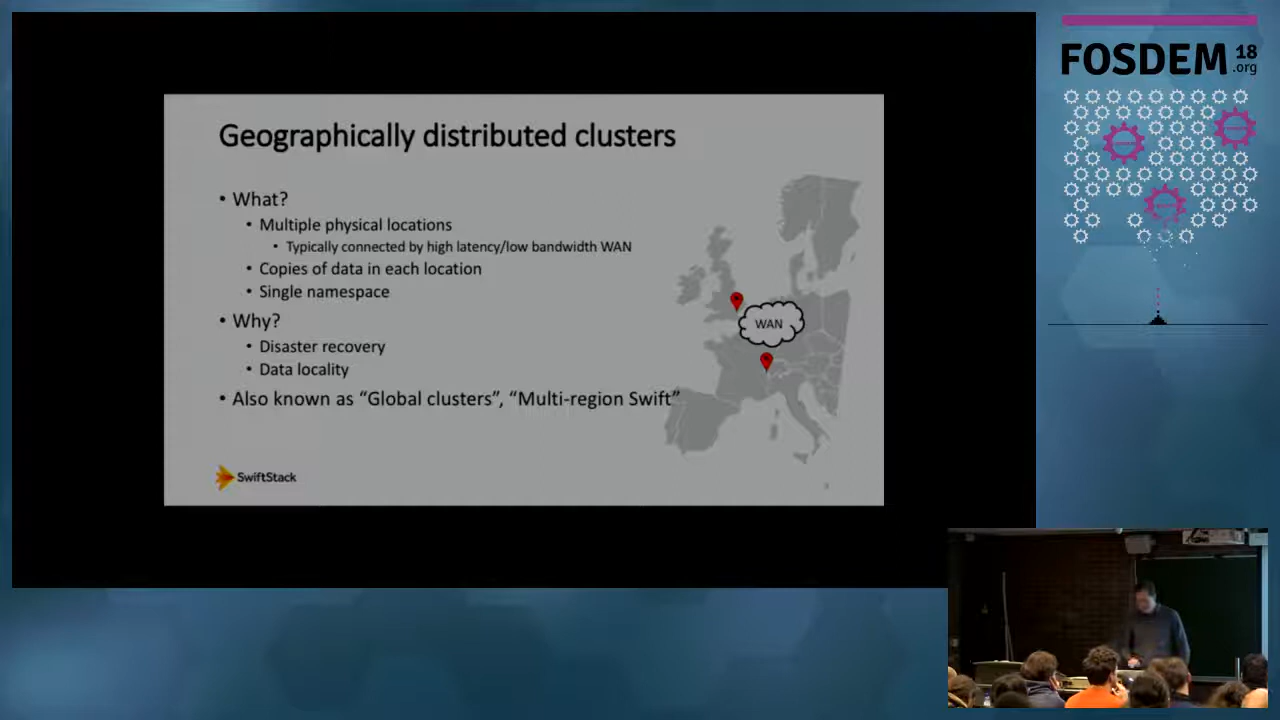 Geographically distributed clusters
• What?
• Multiple physical locations
• Typically connected by high latency/low bandwidth WAN
• Copies of data in each location
• Single namespace
• Why?
• Disaster recovery
• Data locality
• Also known as “Global clusters”, “Multi-region Swift”
WAN
SwiftStack
FOSDEM 18
.org